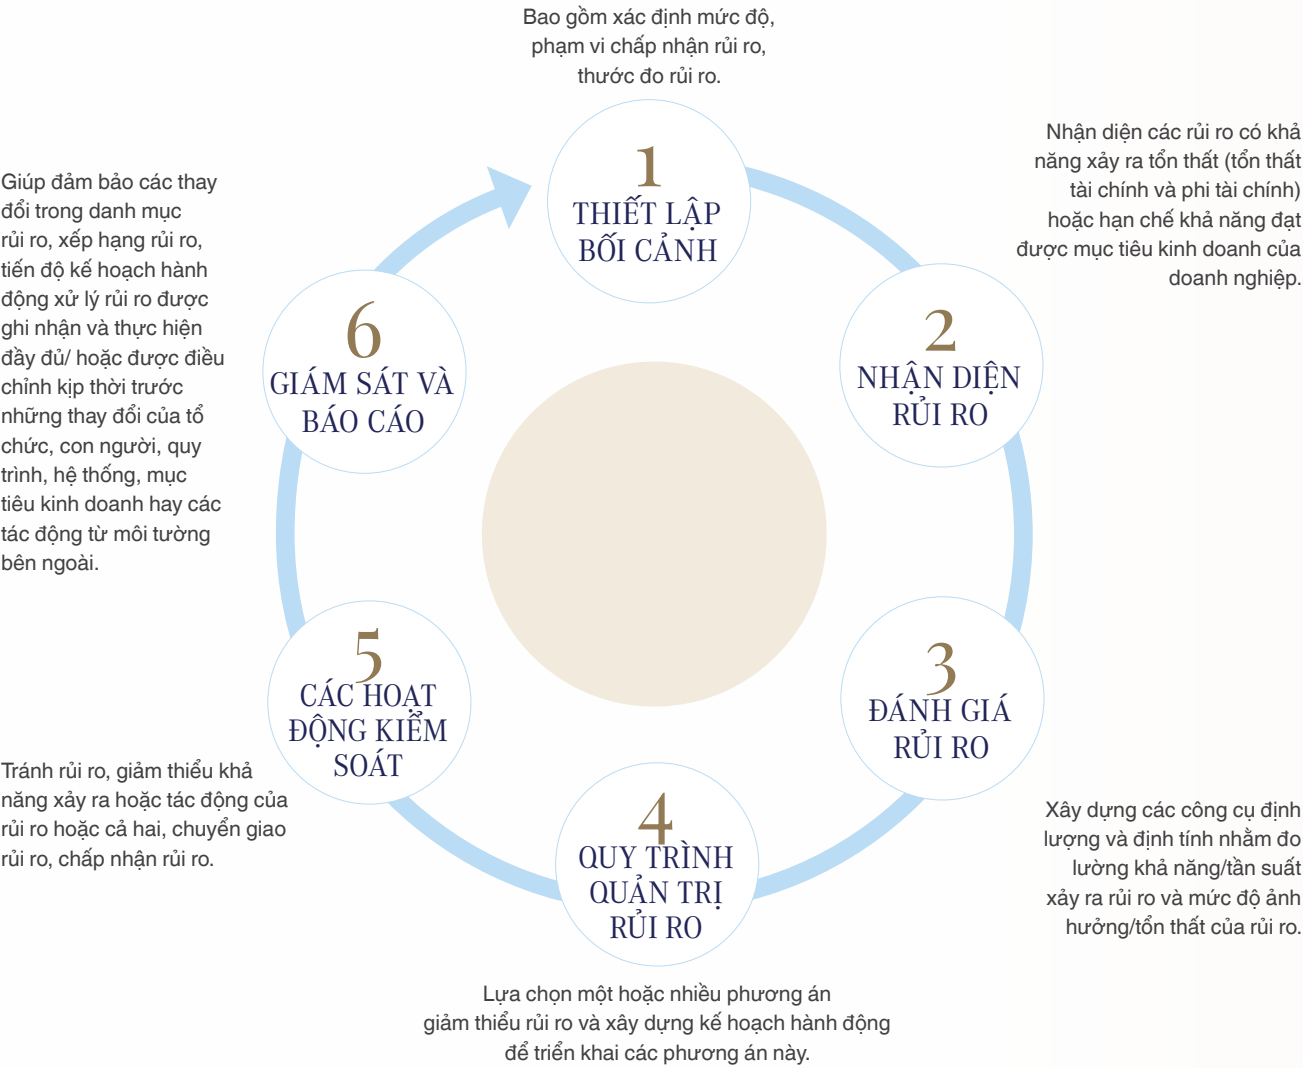 Bao gồm xác định mức độ,
phạm vi chấp nhận rủi ro,
thước đo rủi ro.
1
THIẾT LẬP
BỐI CẢNH
Nhận diện các rủi ro có khả
năng xảy ra tổn thất (tổn thất
tài chính và phi tài chính)
hoặc hạn chế khả năng đạt
được mục tiêu kinh doanh của
doanh nghiệp.
2
NHẬN DIỆN
RỦI RO
3
ĐÁNH GIÁ
RỦI RO
Xây dựng các công cụ định
lượng và định tính nhằm đo
lường khả năng/tần suất
xảy ra rủi ro và mức độ ảnh
hưởng/tổn thất của rủi ro.
4
QUY TRÌNH
QUẢN TRỊ
RỦI RO
Lựa chọn một hoặc nhiều phương án
giảm thiểu rủi ro và xây dựng kế hoạch hành động
để triển khai các phương án này.
5
CÁC HOẠT
ĐỘNG KIỂM
SOÁT
Tránh rủi ro, giảm thiểu khả
năng xảy ra hoặc tác động của
rủi ro hoặc cả hai, chuyển giao
rủi ro, chấp nhận rủi ro.
6
GIÁM SÁT VÀ
BÁO CÁO
Giúp đảm bảo các thay
đổi trong danh mục
rủi ro, xếp hạng rủi ro,
tiến độ kế hoạch hành
động xử lý rủi ro được
ghi nhận và thực hiện
đầy đủ/ hoặc được điều
chỉnh kịp thời trước
những thay đổi của tổ
chức, con người, quy
trình, hệ thống, mục
tiêu kinh doanh hay các
tác động từ môi tường
bên ngoài.